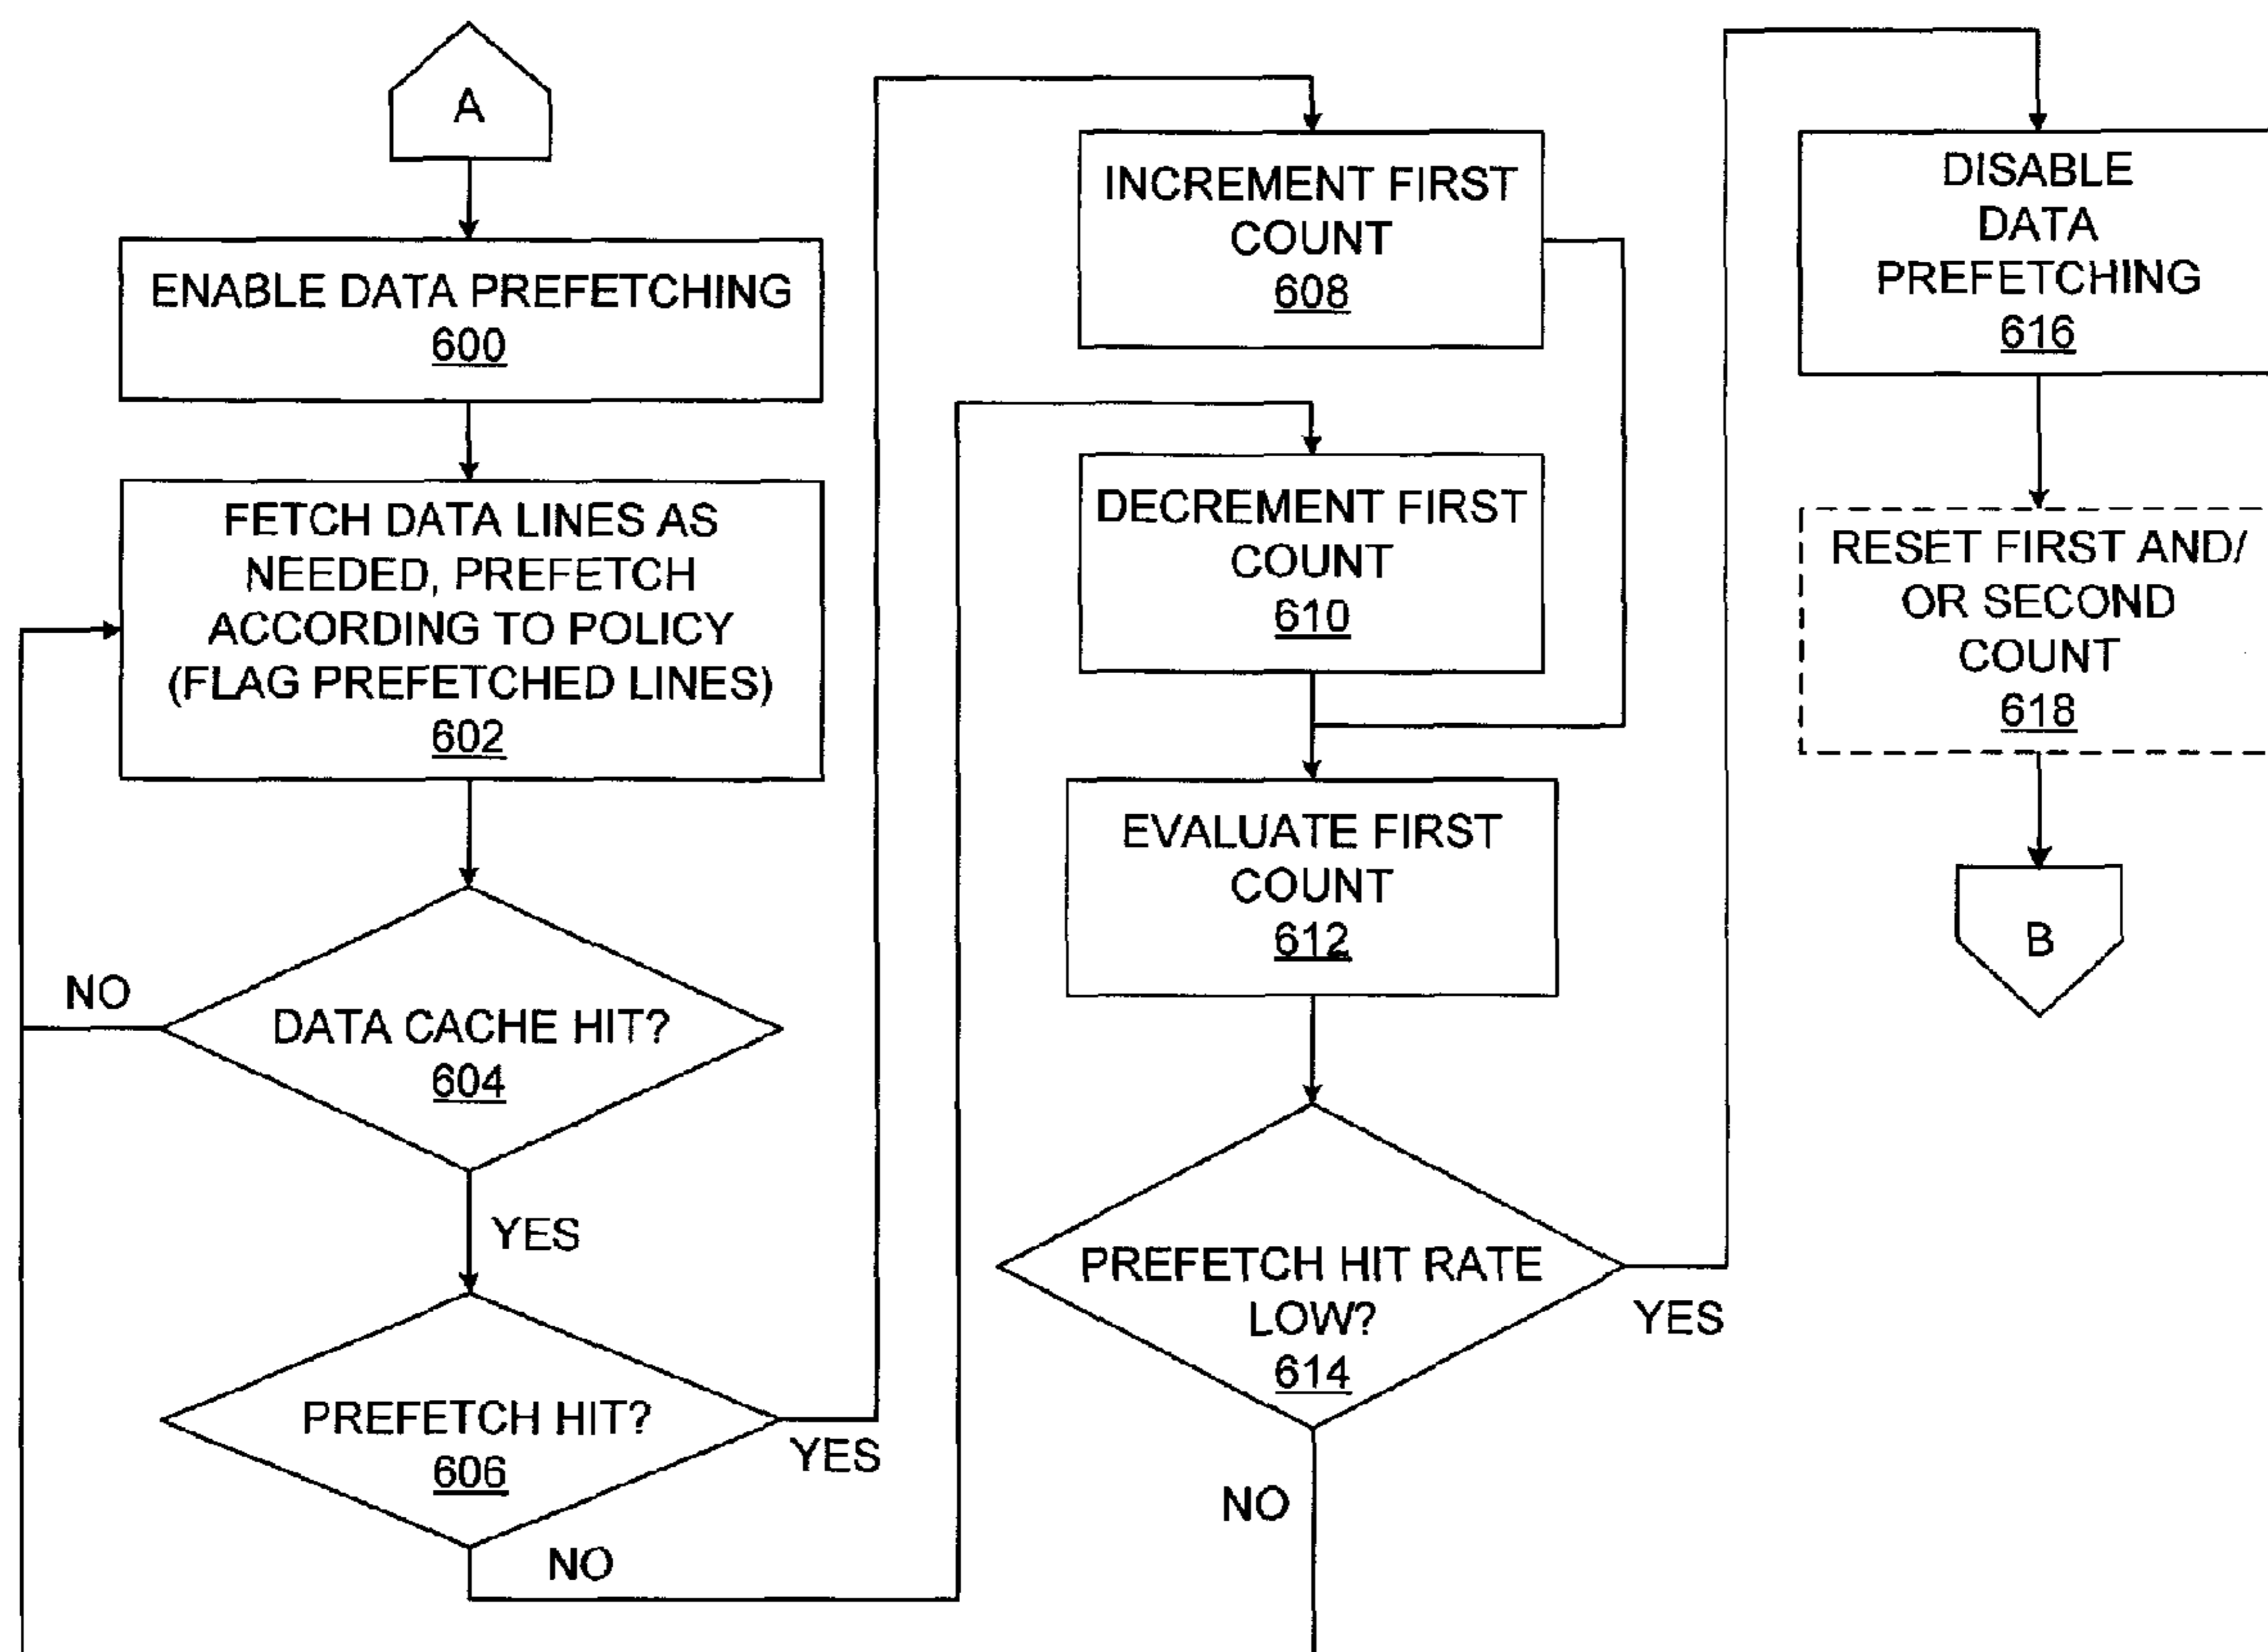 A
ENABLE DATA PREFETCHING
600
FETCH DATA LINES AS
NEEDED, PREFETCH
ACCORDING TO POLICY
(FLAG PREFETCHED LINES)
602
NO
DATA CACHE HIT?
604
YES
PREFETCH HIT?
606
YES
NO
INCREMENT FIRST
COUNT
608
DECREMENT FIRST
COUNT
610
EVALUATE FIRST
COUNT
612
PREFETCH HIT RATE
LOW?
614
YES
NO
DISABLE
DATA
PREFETCHING
616
RESET FIRST AND/
OR SECOND
COUNT
618
B